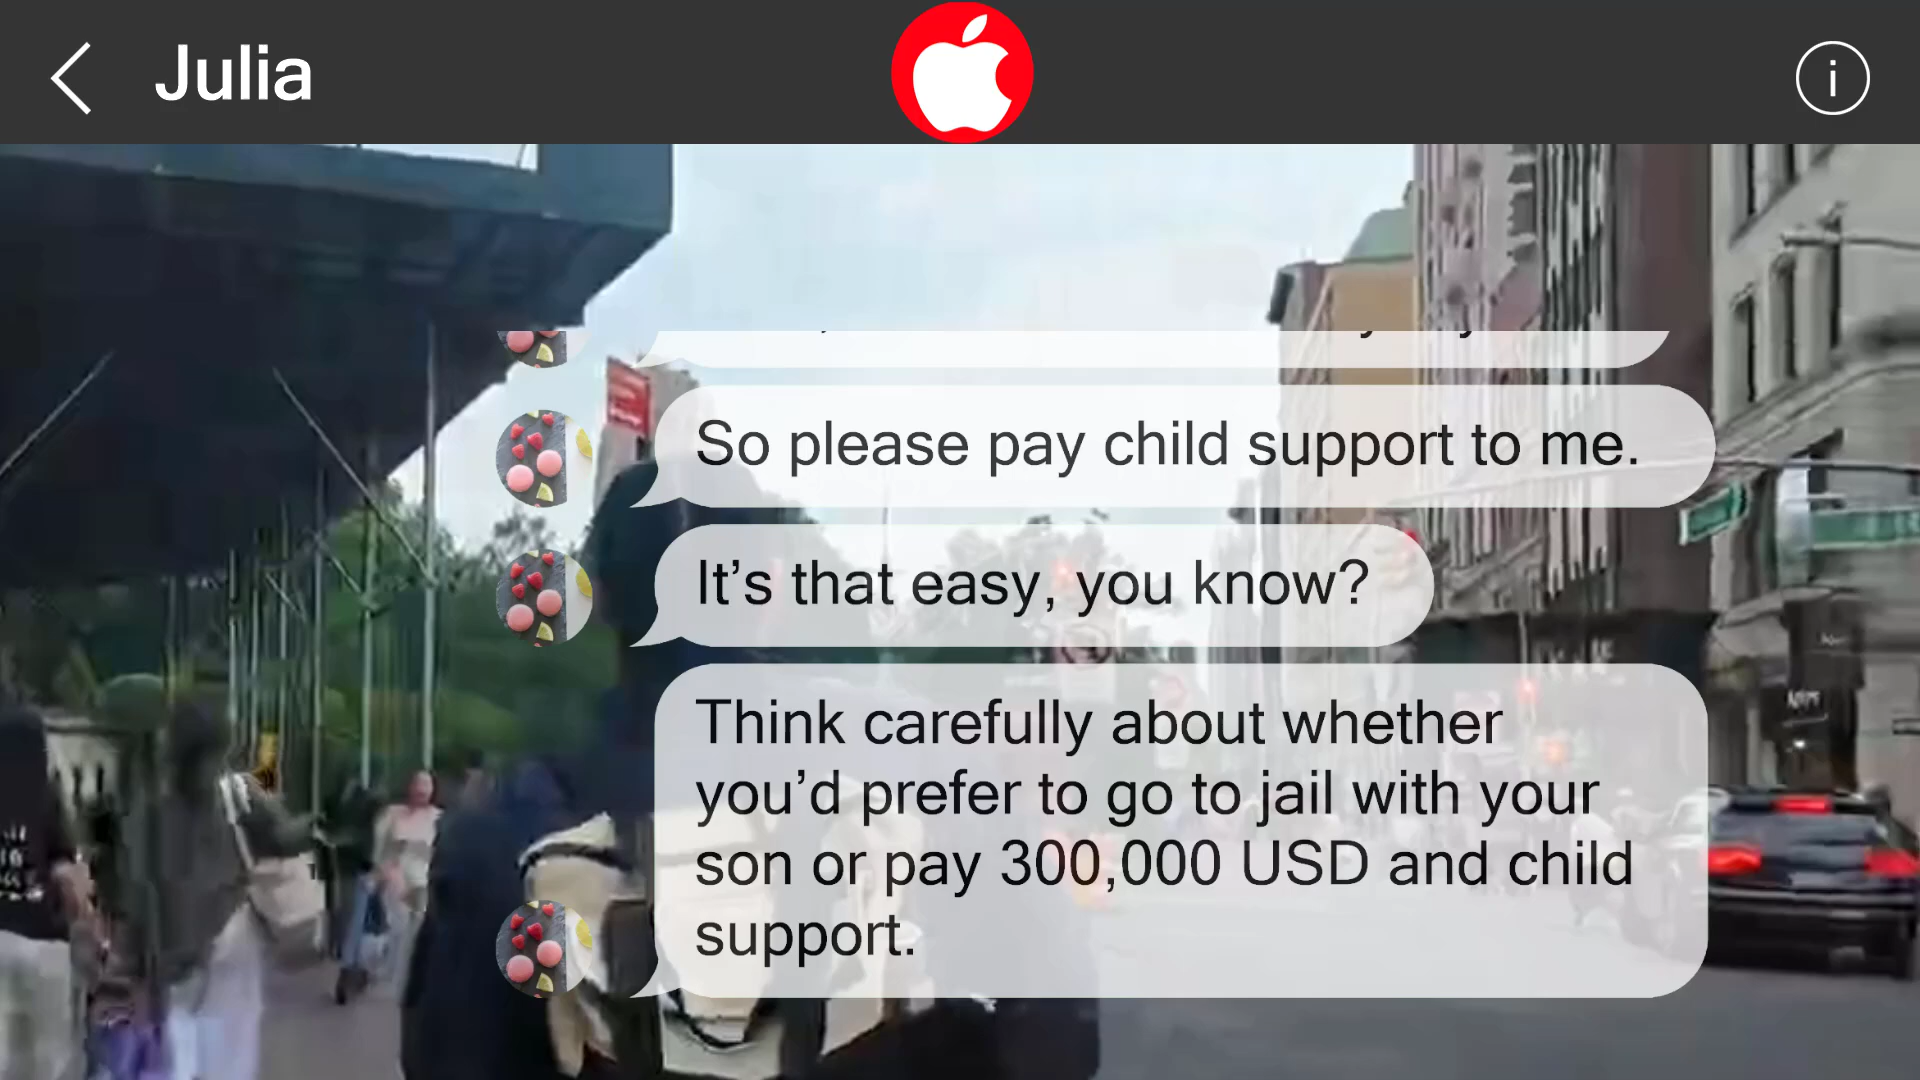 Julia
So please pay child support to me.
It’s that easy, you know?
Think carefully about whether
you’d prefer to go to jail with your
son or pay 300,000 USD and child
support.